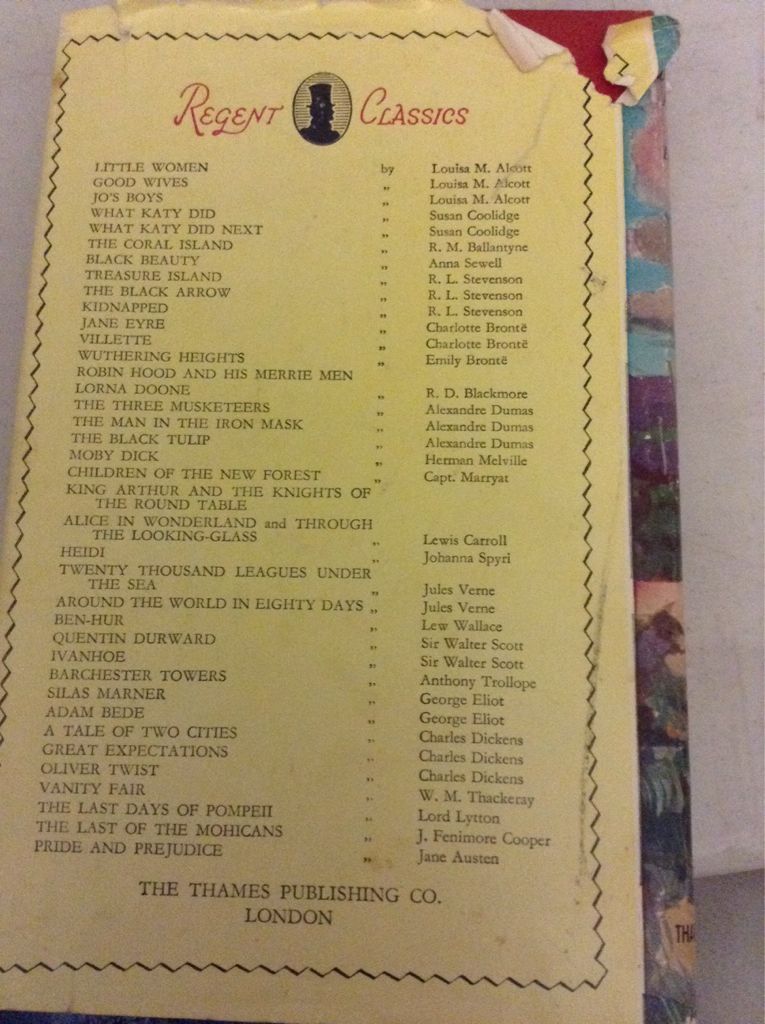 REGENT CLASSICS
LITTLE WOMEN by Louisa M. Alcott
GOOD WIVES „ Louisa M. Alcott
JO'S BOYS „ Louisa M. Alcott
WHAT KATY DID „ Susan Coolidge
WHAT KATY DID NEXT „ Susan Coolidge
THE CORAL ISLAND „ R. M. Ballantyne
BLACK BEAUTY „ Anna Sewell
TREASURE ISLAND „ R. L. Stevenson
THE BLACK ARROW „ R. L. Stevenson
KIDNAPPED „ R. L. Stevenson
JANE EYRE „ Charlotte Brontë
VILLETTE „ Charlotte Brontë
WUTHERING HEIGHTS „ Emily Brontë
ROBIN HOOD AND HIS MERRIE MEN
LORNA DOONE „ R. D. Blackmore
THE THREE MUSKETEERS „ Alexandre Dumas
THE MAN IN THE IRON MASK „ Alexandre Dumas
THE BLACK TULIP „ Alexandre Dumas
MOBY DICK „ Herman Melville
CHILDREN OF THE NEW FOREST „ Capt. Marryat
KING ARTHUR AND THE KNIGHTS OF
THE ROUND TABLE
ALICE IN WONDERLAND and THROUGH
THE LOOKING-GLASS „ Lewis Carroll
HEIDI „ Johanna Spyri
TWENTY THOUSAND LEAGUES UNDER
THE SEA „ Jules Verne
AROUND THE WORLD IN EIGHTY DAYS „ Jules Verne
BEN-HUR „ Lew Wallace
QUENTIN DURWARD „ Sir Walter Scott
IVANHOE „ Sir Walter Scott
BARCHESTER TOWERS „ Anthony Trollope
SILAS MARNER „ George Eliot
ADAM BEDE „ George Eliot
A TALE OF TWO CITIES „ Charles Dickens
GREAT EXPECTATIONS „ Charles Dickens
OLIVER TWIST „ Charles Dickens
VANITY FAIR „ W. M. Thackeray
THE LAST DAYS OF POMPEII „ Lord Lytton
THE LAST OF THE MOHICANS „ J. Fenimore Cooper
PRIDE AND PREJUDICE „ Jane Austen
THE THAMES PUBLISHING CO.
LONDON